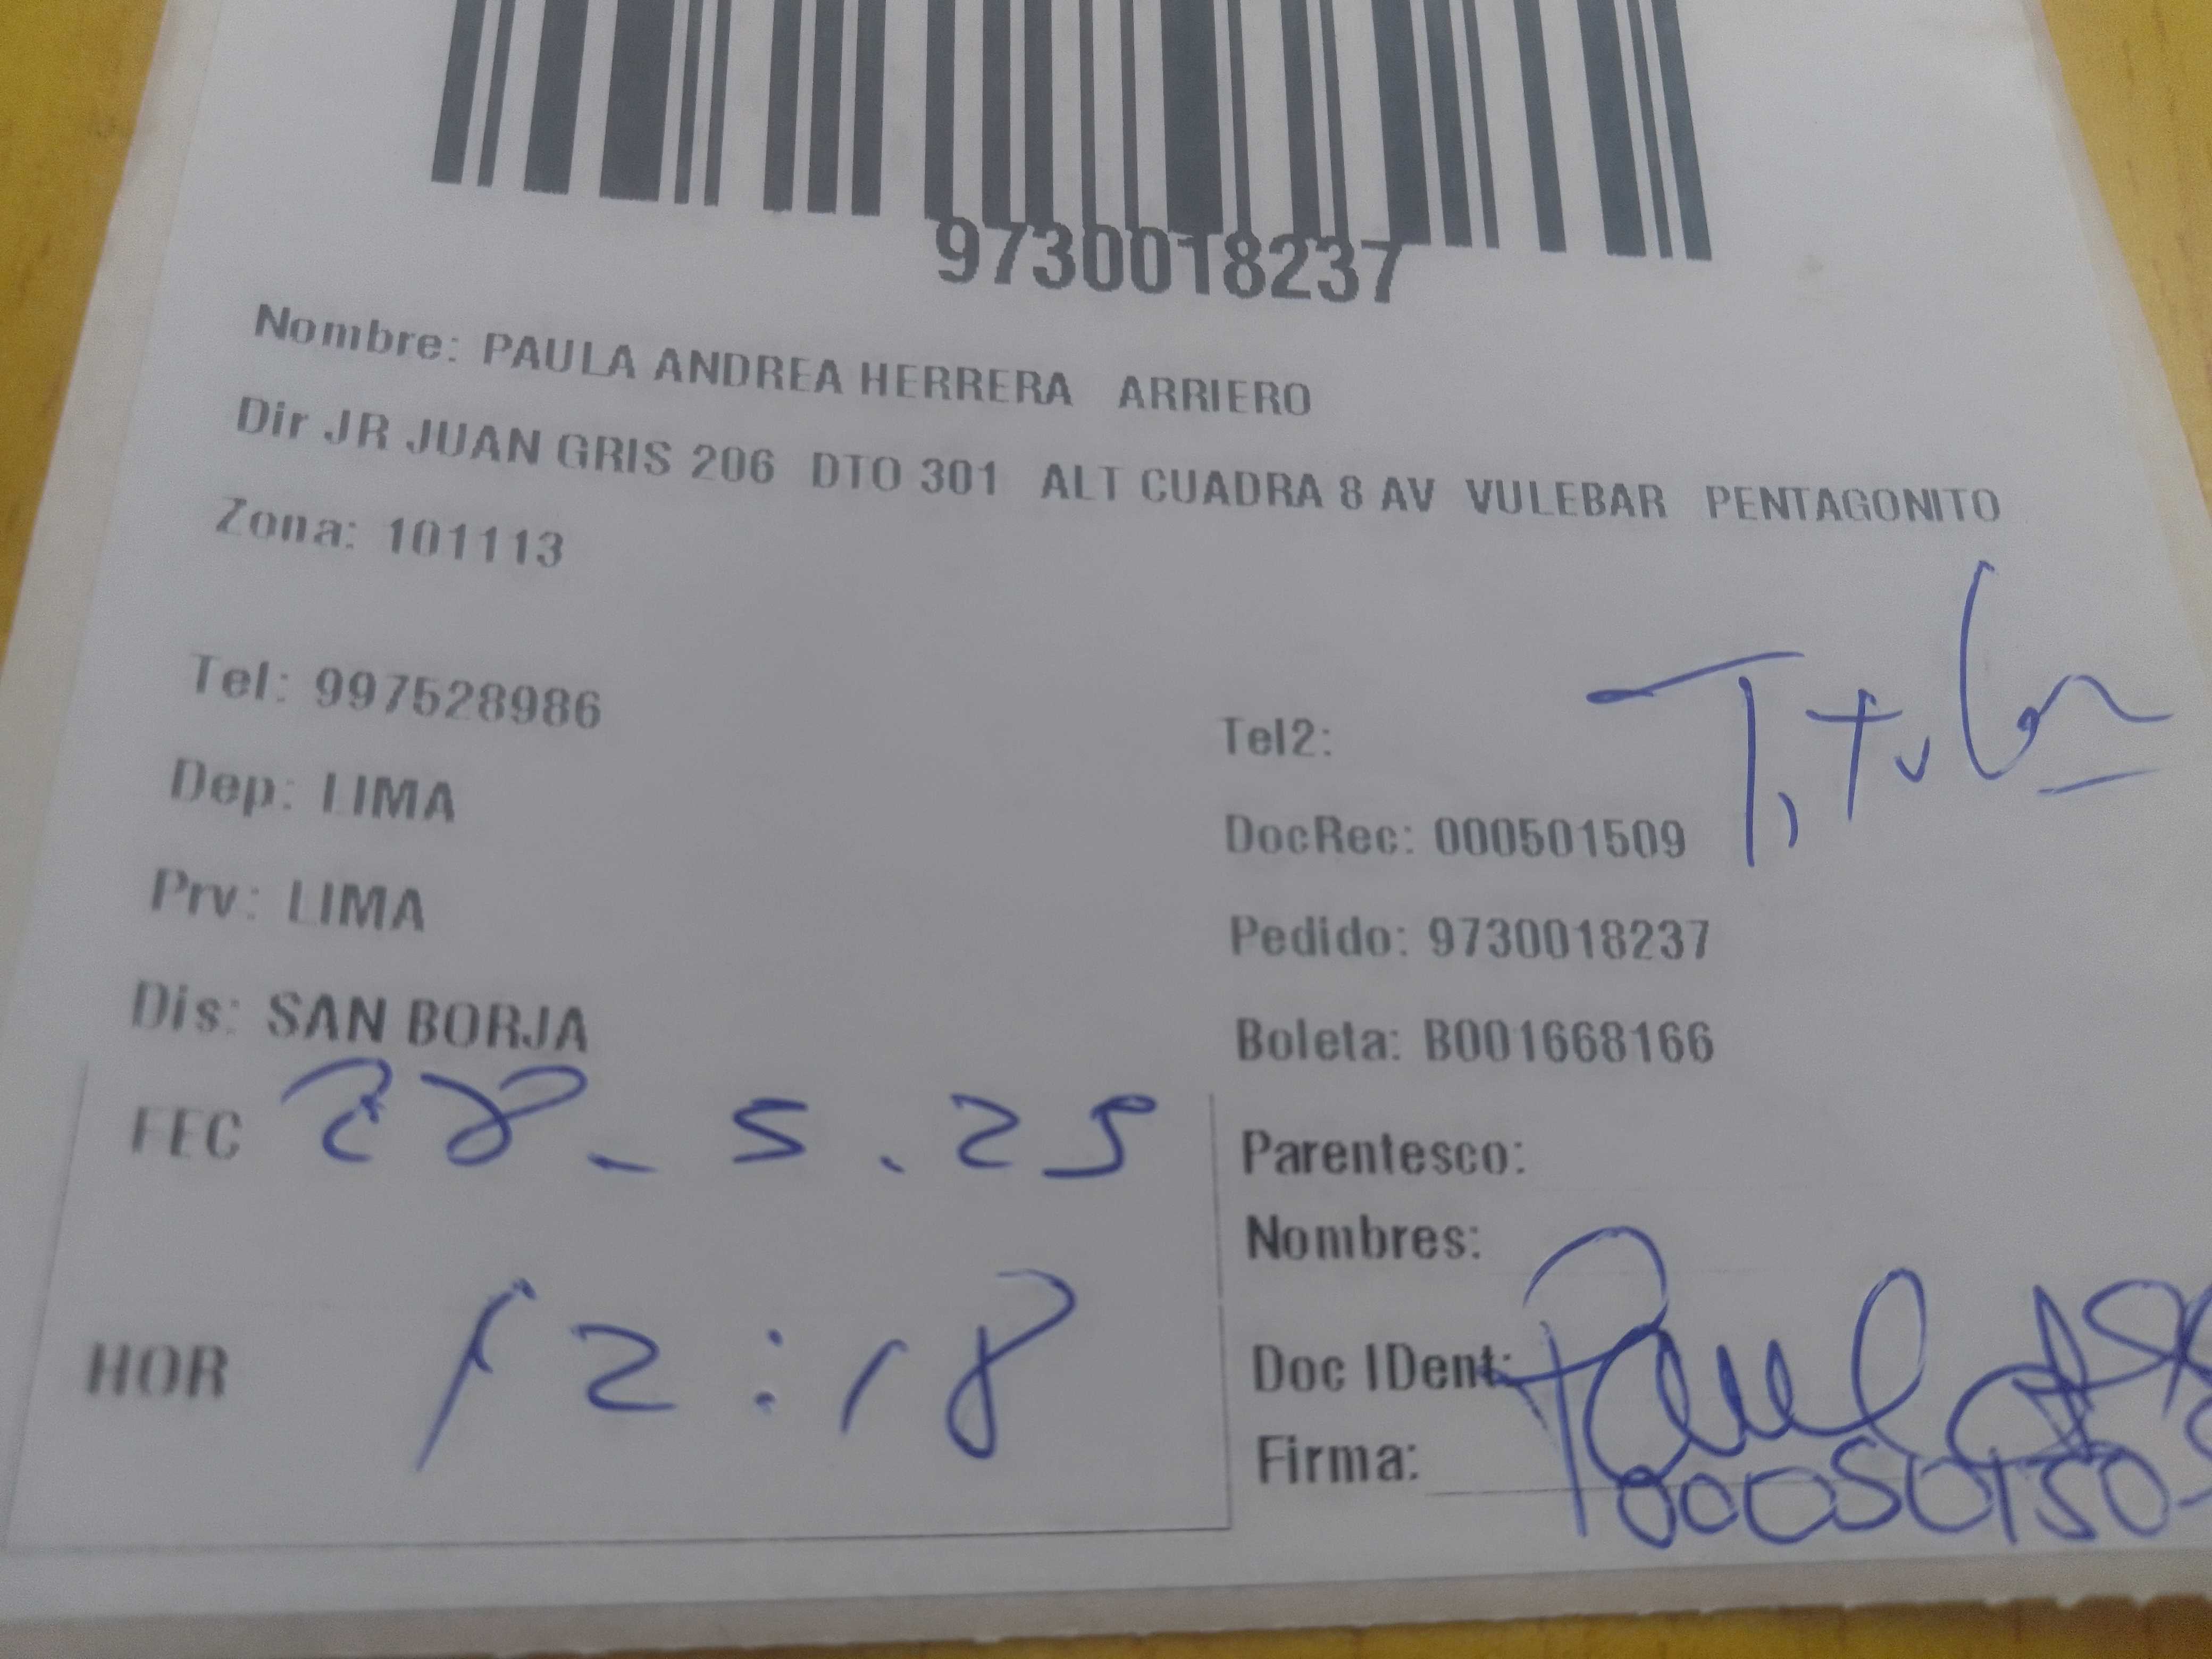 9730018237
Nombre: PAULA ANDREA HERRERA ARRIERO
Dir JR JUAN GRIS 206 DTO 301 ALT CUADRA 8 AV VULEBAR PENTAGONITO
Zona: 101113
Tel: 997528986
Tel2:
Titular
Dep: LIMA
DocRec: 000501509
Prv: LIMA
Pedido: 9730018237
Dis: SAN BORJA
Boleta: B001668166
FEC 28-5.25
Parentesco:
Nombres:
HOR 12:18
Doc IDent:
Firma: